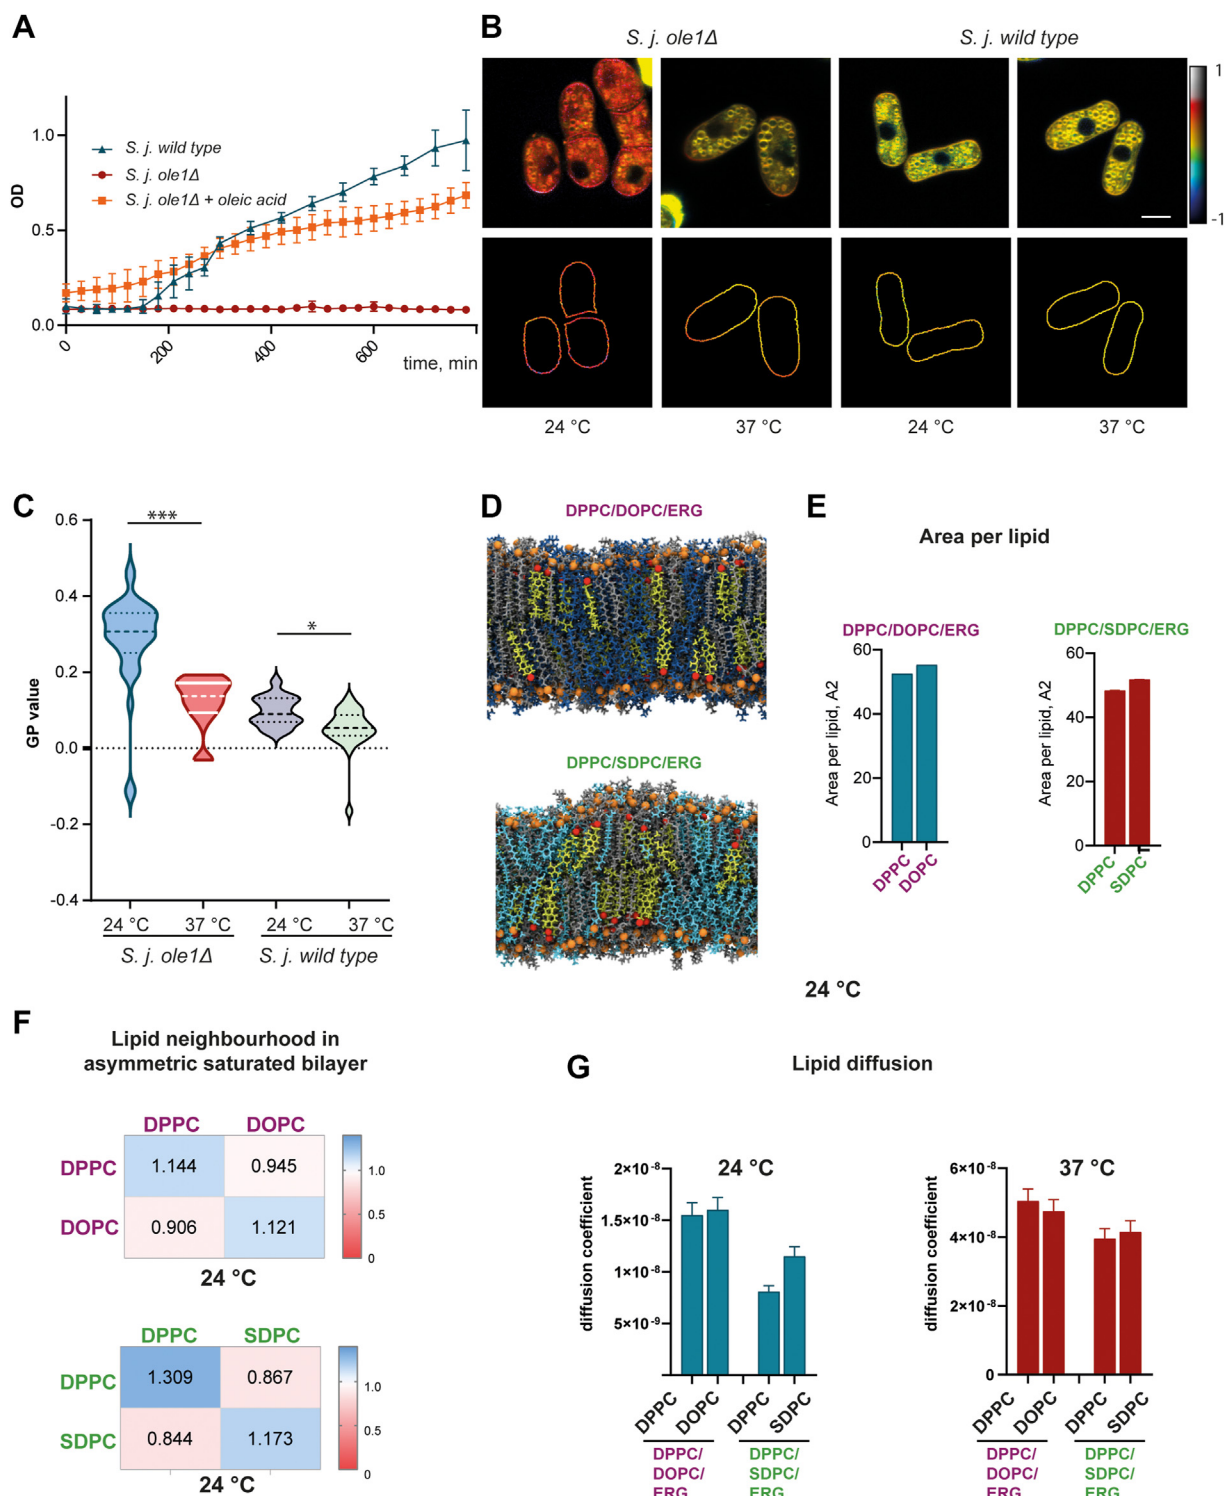 A
OD
1.0
0.5
0.0
S. j. wild type
S. j. ole1Δ
S. j. ole1Δ + oleic acid
0
200
400
600
time, min
B
S. j. ole1Δ
S. j. wild type
1
-1
24 °C
37 °C
24 °C
37 °C
C
GP value
0.6
0.4
0.2
0.0
-0.2
-0.4
***
*
24 °C
37 °C
24 °C
37 °C
S. j. ole1Δ
S. j. wild type
D
DPPC/DOPC/ERG
DPPC/SDPC/ERG
E
Area per lipid
DPPC/DOPC/ERG
Area per lipid, A2
60
40
20
0
DPPC
DOPC
DPPC/SDPC/ERG
Area per lipid, A2
60
40
20
0
DPPC
SDPC
24 °C
F
Lipid neighbourhood in
asymmetric saturated bilayer
DPPC DOPC
DPPC 1.144 0.945
DOPC 0.906 1.121
1.0
0.5
0
24 °C
DPPC SDPC
DPPC 1.309 0.867
SDPC 0.844 1.173
1.0
0.5
0
24 °C
G
Lipid diffusion
24 °C
diffusion coefficient
2×10⁻⁸
1.5×10⁻⁸
1×10⁻⁸
5×10⁻⁹
DPPC
DOPC
DPPC
SDPC
DPPC/
DOPC/
ERG
DPPC/
SDPC/
ERG
37 °C
diffusion coefficient
6×10⁻⁸
4×10⁻⁸
2×10⁻⁸
0
DPPC
DOPC
DPPC
SDPC
DPPC/
DOPC/
ERG
DPPC/
SDPC/
ERG